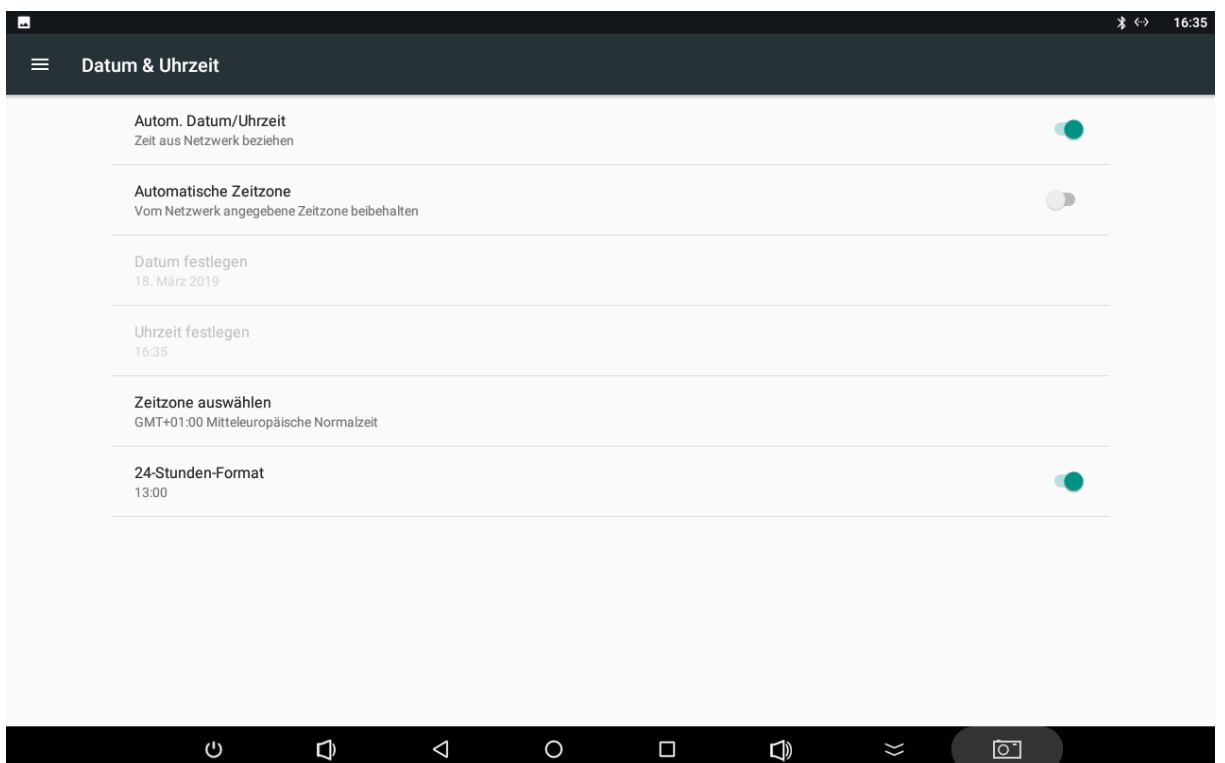 16:35
Datum & Uhrzeit
Autom. Datum/Uhrzeit
Zeit aus Netzwerk beziehen
Automatische Zeitzone
Vom Netzwerk angegebene Zeitzone beibehalten
Datum festlegen
18. März 2019
Uhrzeit festlegen
16:35
Zeitzone auswählen
GMT+01:00 Mitteleuropäische Normalzeit
24-Stunden-Format
13:00